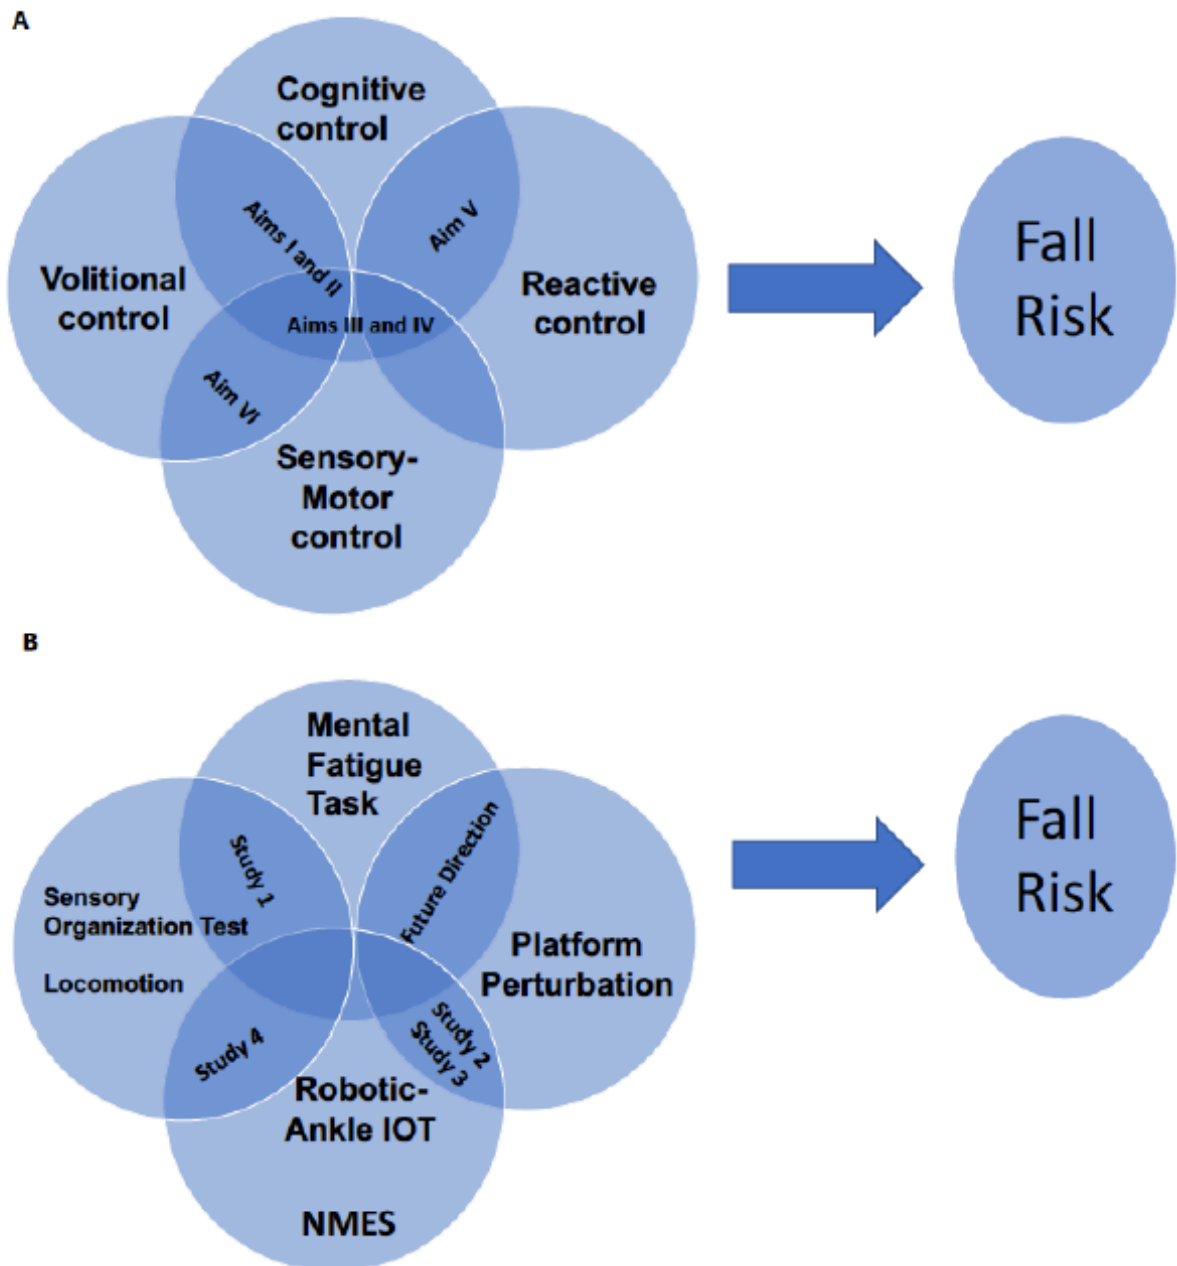 A
Cognitive
control
Volitional
control
Reactive
control
Sensory-
Motor
control
Aims I and II
Aim V
Aims III and IV
Aim VI
Fall
Risk
B
Mental
Fatigue
Task
Sensory
Organization Test
Locomotion
Platform
Perturbation
Robotic-
Ankle IOT
NMES
Study 1
Future Direction
Study 2
Study 3
Study 4
Fall
Risk